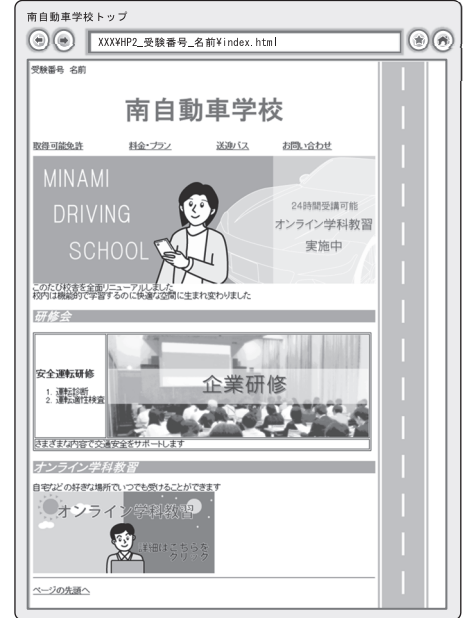 南自動車学校トップ
XXX¥HP2_受験番号_名前¥index.html
受験番号 名前
南自動車学校
取得可能免許 料金・プラン 送迎バス お問い合わせ
MINAMI
DRIVING
SCHOOL
24時間受講可能
オンライン学科教習
実施中
このたび校舎を全面リニューアルしました
校内は機能的で学習するのに快適な空間に生まれ変わりました
研修会
安全運転研修
1. 運転診断
2. 運転適性検査
企業研修
さまざまな内容で交通安全をサポートします
オンライン学科教習
自宅などの好きな場所でいつでも受けることができます
オンライン学科教習
詳細はこちらを
クリック
ページの先頭へ